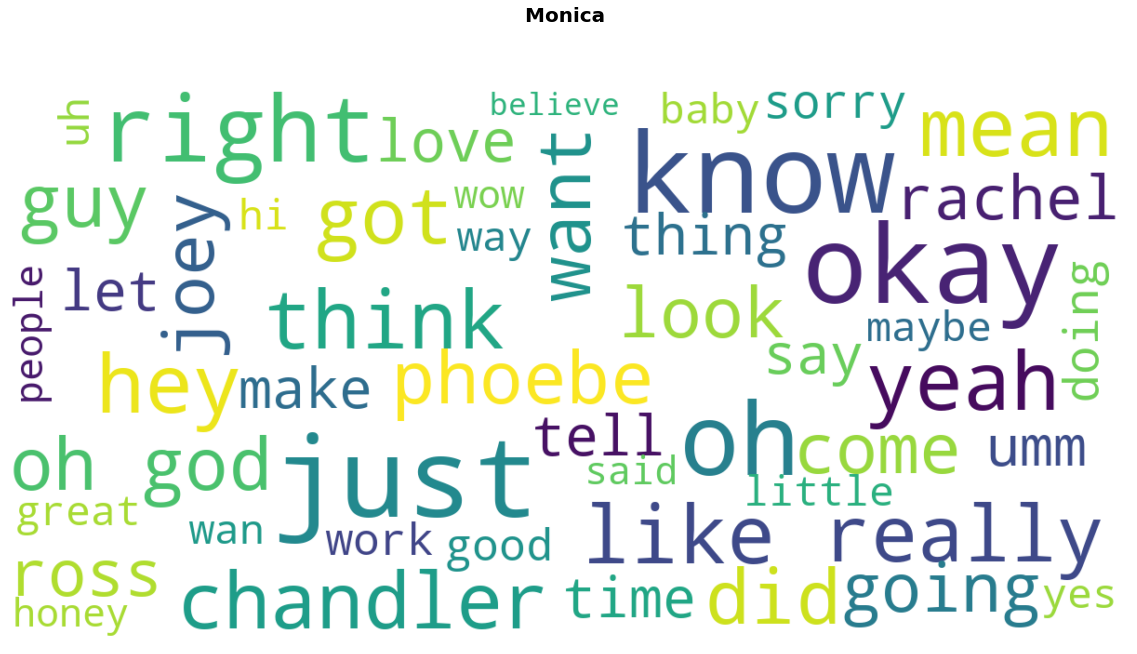 Monica
believe
baby
sorry
uh
right
love
want
know
mean
guy
joey
hi
got
wow
way
thing
rachel
okay
people
let
think
look
maybe
doing
hey
make
phoebe
say
yeah
tell
oh
come
umm
oh god
just
said
little
great
wan
work
good
like
really
ross
honey
chandler
time
did
going
yes